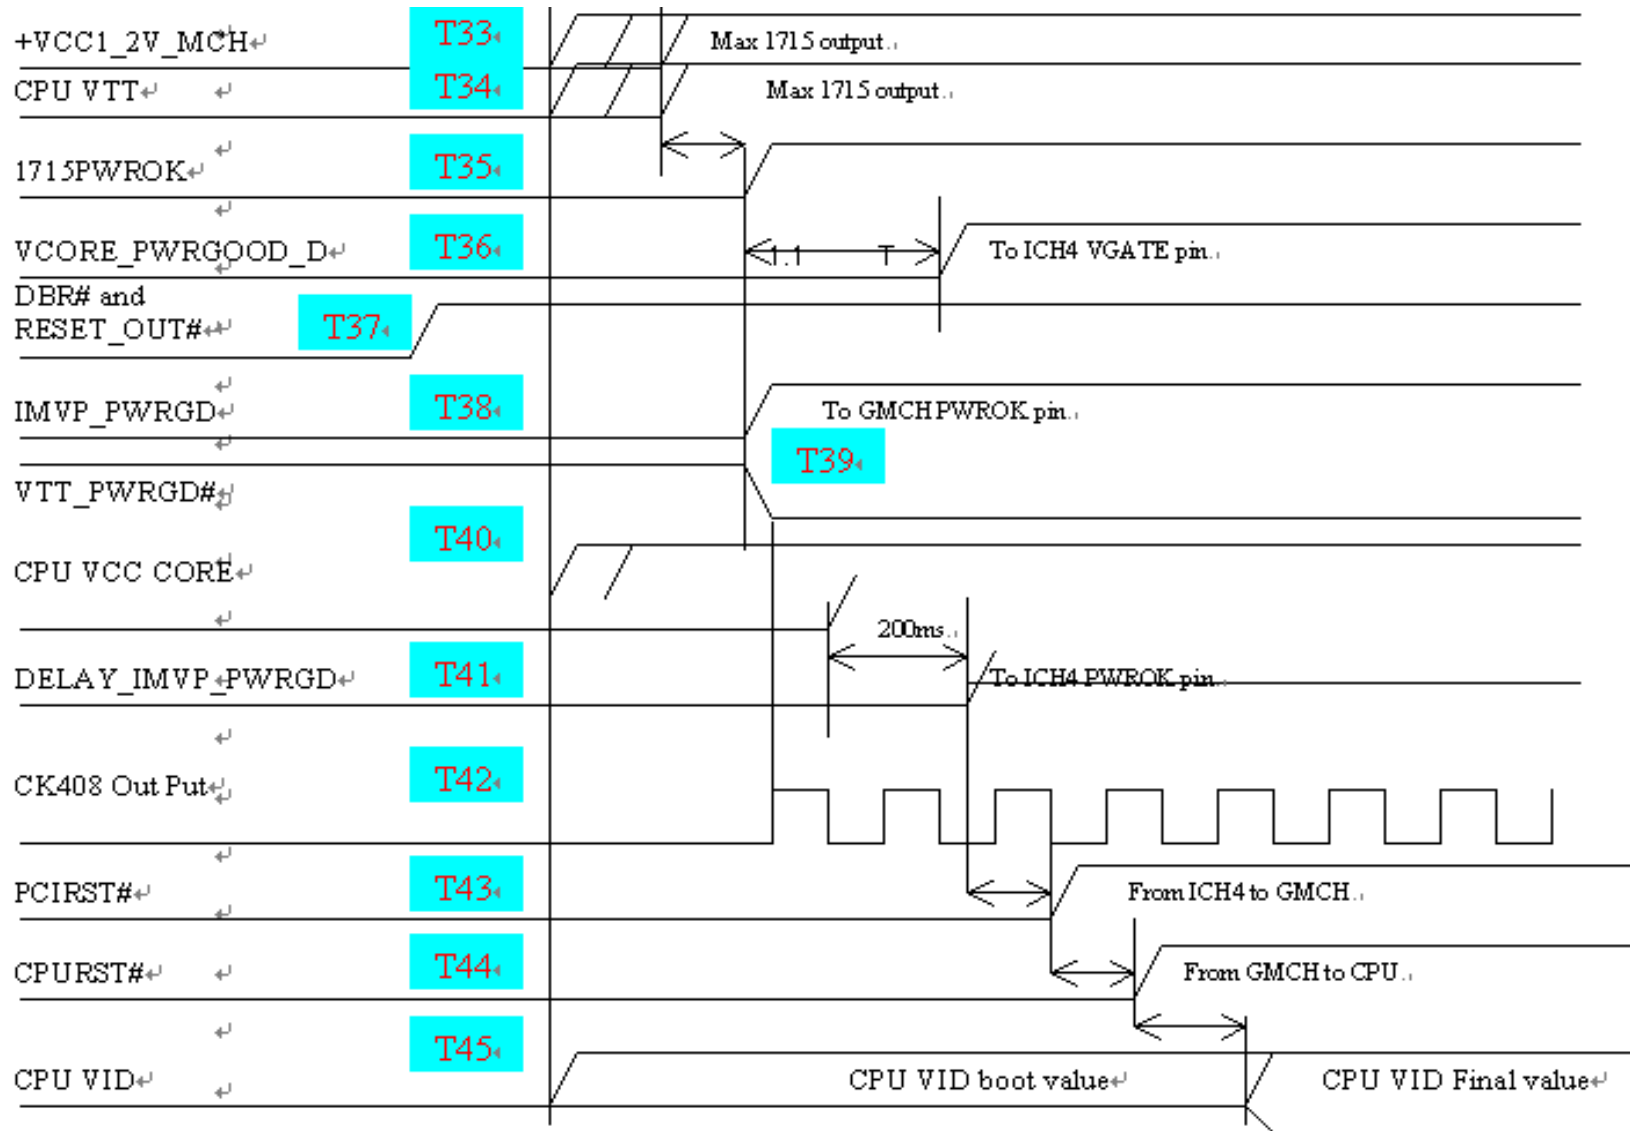 +VCC1_2V_MCH T33 Max 1715 output
CPU VTT T34 Max 1715 output
1715PWROK T35
VCORE_PWRGOOD_D T36 1.1 T To ICH4 VGATE pin
DBR# and
RESET_OUT# T37
IMVP_PWRGD T38 To GMCH PWROK pin
T39
VTT_PWRGD#
CPU VCC CORE T40
200ms
DELAY_IMVP_PWRGD T41 To ICH4 PWROK pin
CK408 Out Put T42
PCIRST# T43 From ICH4 to GMCH
CPURST# T44 From GMCH to CPU
CPU VID T45 CPU VID boot value CPU VID Final value